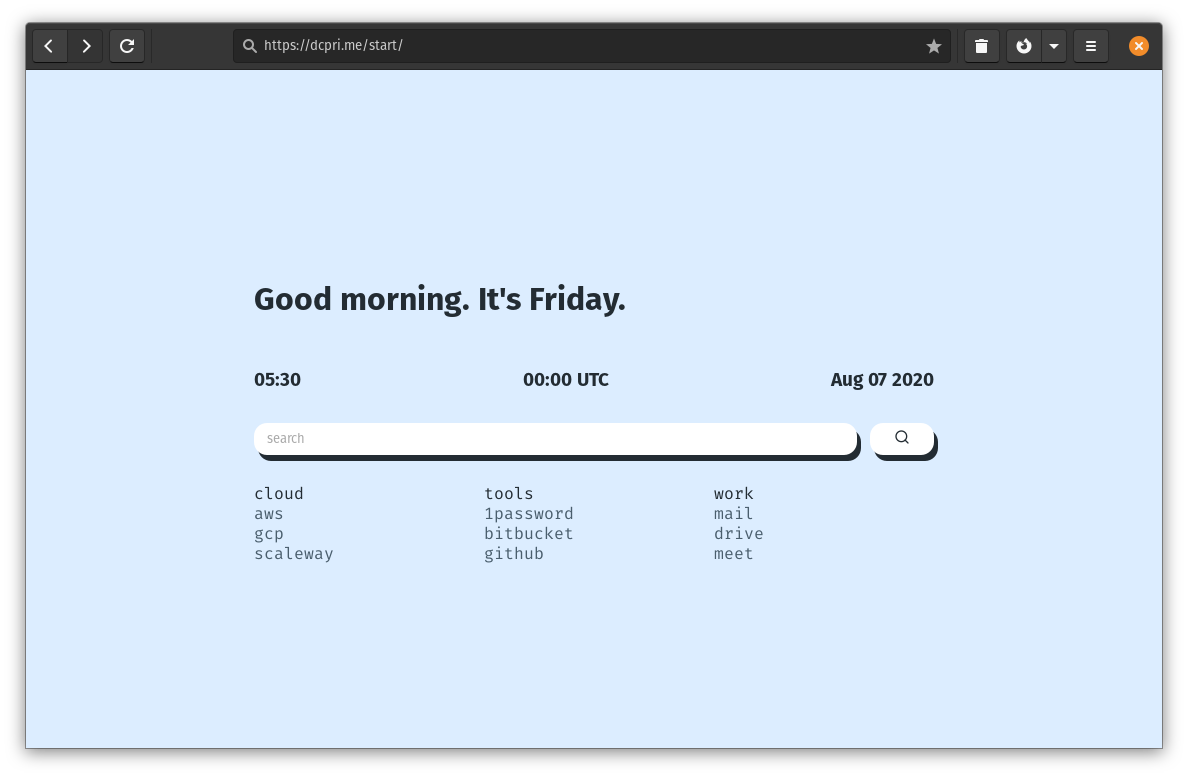 https://dcpri.me/start/
Good morning. It's Friday.
05:30 00:00 UTC Aug 07 2020
search
cloud tools work
aws 1password mail
gcp bitbucket drive
scaleway github meet